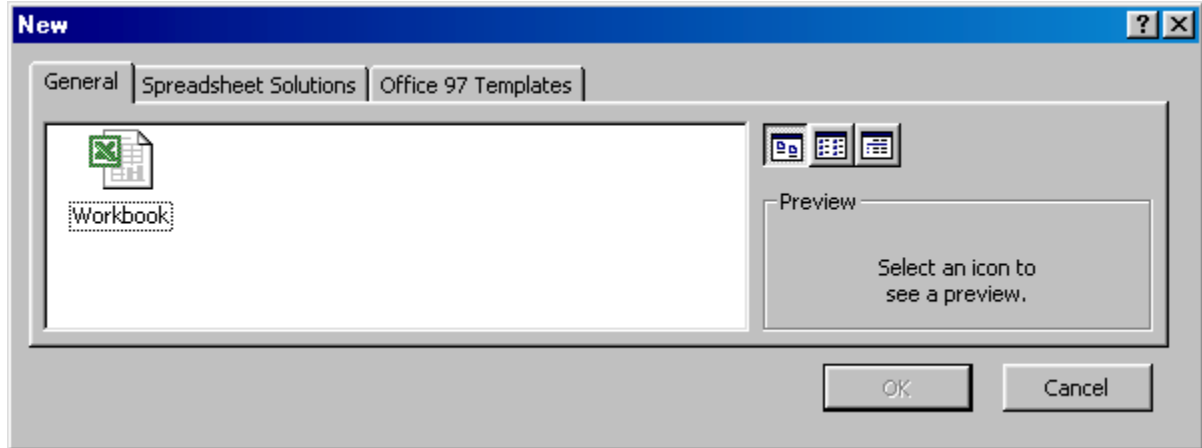 New
General
Spreadsheet Solutions
Office 97 Templates
Workbook
Preview
Select an icon to
see a preview.
OK
Cancel